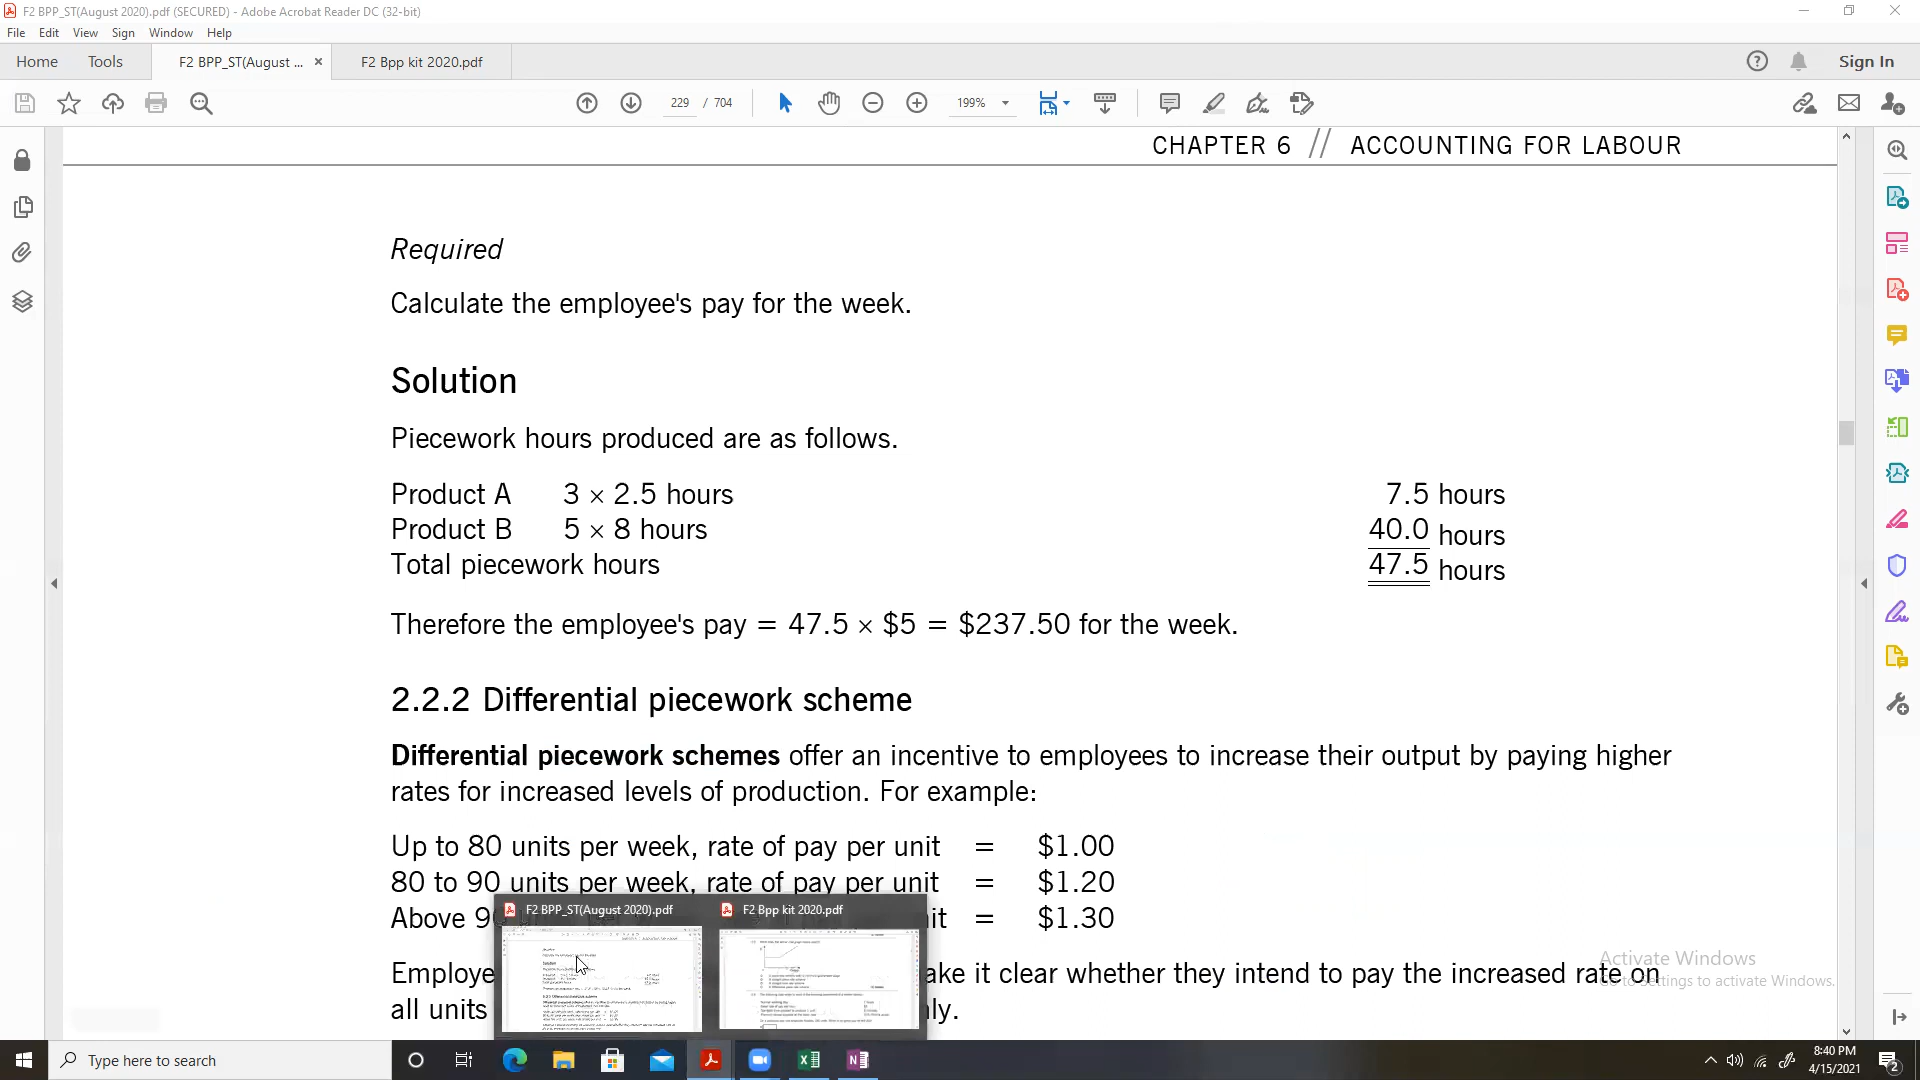 F2 BPP_ST(August 2020).pdf (SECURED) - Adobe Acrobat Reader DC (32-bit)
File Edit View Sign Window Help
Home Tools F2 BPP_ST(August ... × F2 Bpp kit 2020.pdf Sign In
229 / 704 199%
CHAPTER 6 // ACCOUNTING FOR LABOUR
Required
Calculate the employee's pay for the week.
Solution
Piecework hours produced are as follows.
Product A 3 × 2.5 hours 7.5 hours
Product B 5 × 8 hours 40.0 hours
Total piecework hours 47.5 hours
Therefore the employee's pay = 47.5 × $5 = $237.50 for the week.
2.2.2 Differential piecework scheme
Differential piecework schemes offer an incentive to employees to increase their output by paying higher
rates for increased levels of production. For example:
Up to 80 units per week, rate of pay per unit = $1.00
80 to 90 units per week, rate of pay per unit = $1.20
Above 9 it = $1.30
F2 BPP_ST(August 2020).pdf F2 Bpp kit 2020.pdf
Employe ake it clear whether they intend to pay the increased rate on
all units ly.
Activate Windows
Go to Settings to activate Windows.
Type here to search
8:40 PM
4/15/2021
2